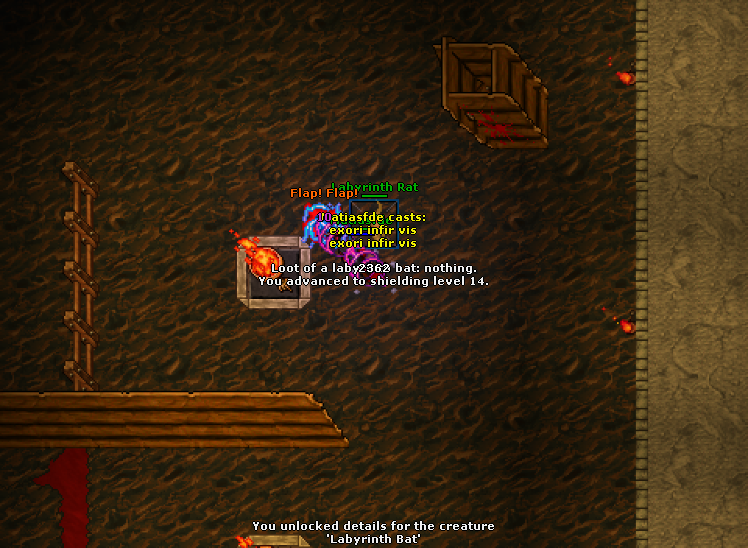 Labyrinth Rat
Flap! Flap!
atiasfde casts:
exori infir vis
exori infir vis
Loot of a laby2362 bat: nothing.
You advanced to shielding level 14.
You unlocked details for the creature
'Labyrinth Bat'